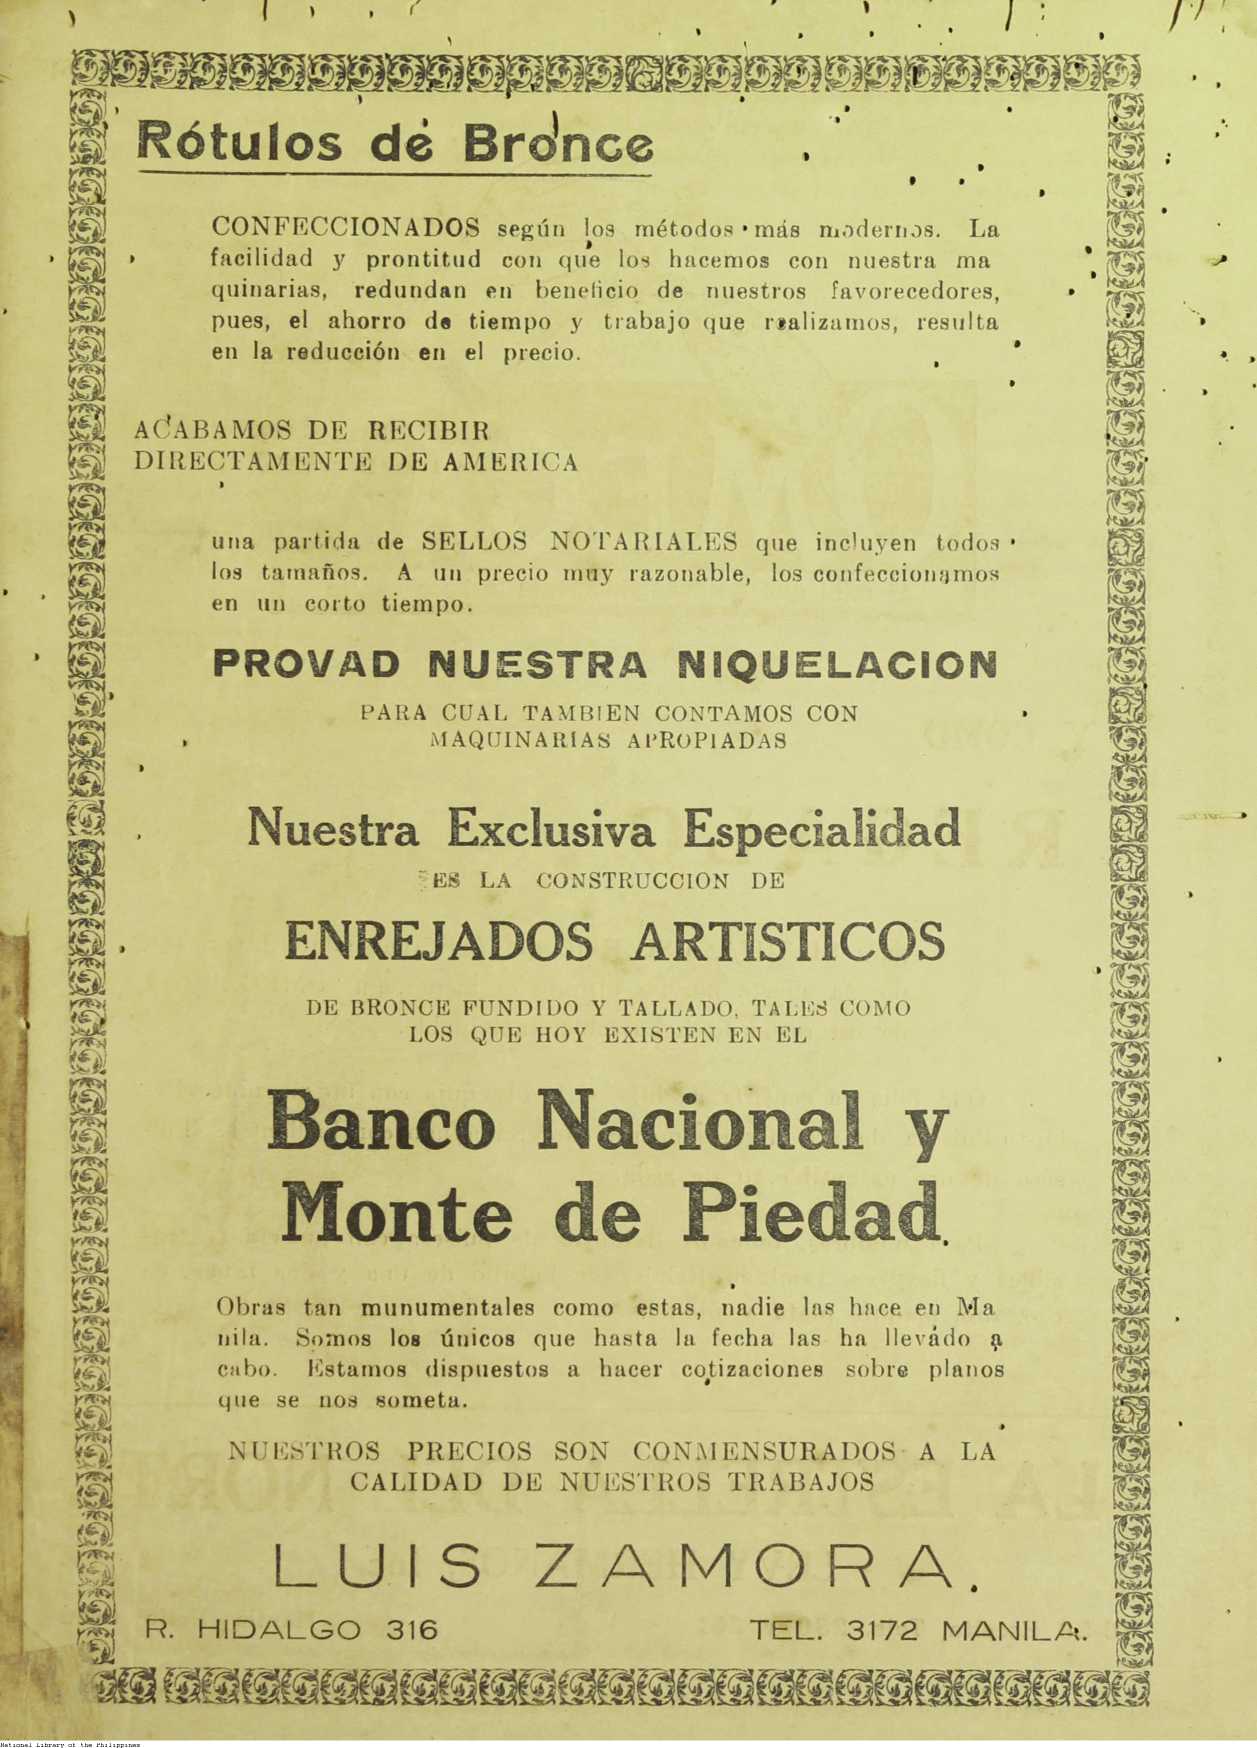 Rótulos de Bronce
CONFECCIONADOS según los métodos más modernos. La
facilidad y prontitud con que los hacemos con nuestra ma
quinarias, redundan en beneficio de nuestros favorecedores,
pues, el ahorro de tiempo y trabajo que realizamos, resulta
en la reducción en el precio.
ACABAMOS DE RECIBIR
DIRECTAMENTE DE AMERICA
una partida de SELLOS NOTARIALES que incluyen todos
los tamaños. A un precio muy razonable, los confeccionamos
en un corto tiempo.
PROVAD NUESTRA NIQUELACION
PARA CUAL TAMBIEN CONTAMOS CON
MAQUINARIAS APROPIADAS
Nuestra Exclusiva Especialidad
ES LA CONSTRUCCION DE
ENREJADOS ARTISTICOS
DE BRONCE FUNDIDO Y TALLADO, TALES COMO
LOS QUE HOY EXISTEN EN EL
Banco Nacional y
Monte de Piedad.
Obras tan munumentales como estas, nadie las hace en Ma
nila. Somos los únicos que hasta la fecha las ha llevado a
cabo. Estamos dispuestos a hacer cotizaciones sobre planos
que se nos someta.
NUESTROS PRECIOS SON CONMENSURADOS A LA
CALIDAD DE NUESTROS TRABAJOS
LUIS ZAMORA.
R. HIDALGO 316 TEL. 3172 MANILA.
National Library of the Philippines